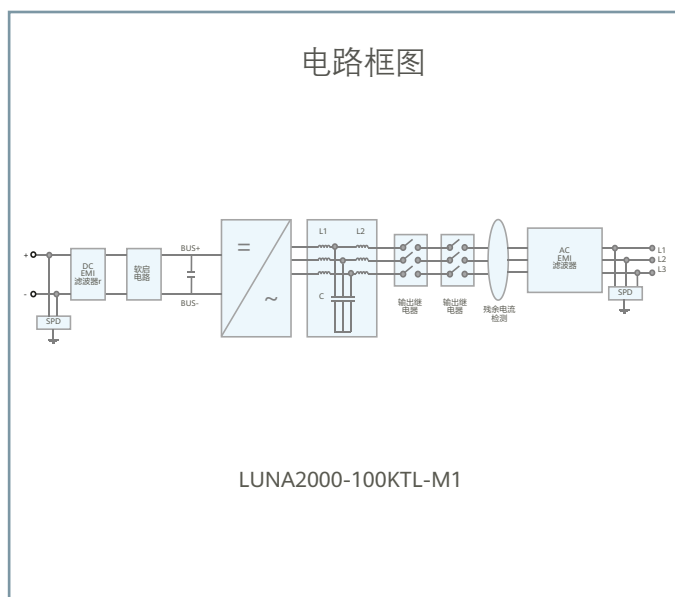 电路框图
L1
L2
BUS+
+
DC
EMI
滤波器r
软启
电路
=
~
C
AC
EMI
滤波器
L1
L2
L3
-
BUS-
SPD
输出继
电器
输出继
电器
残余电流
检测
SPD
LUNA2000-100KTL-M1